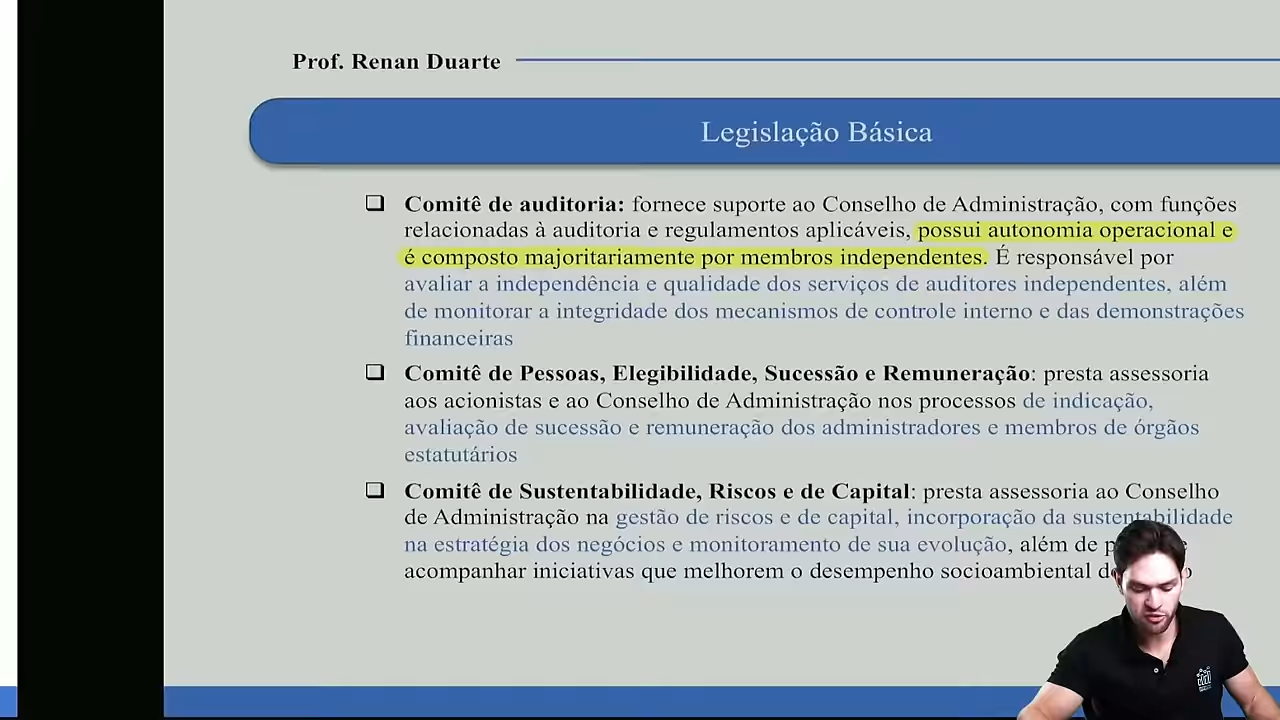 Prof. Renan Duarte
Legislação Básica
Comitê de auditoria: fornece suporte ao Conselho de Administração, com funções
relacionadas à auditoria e regulamentos aplicáveis, possui autonomia operacional e
é composto majoritariamente por membros independentes. É responsável por
avaliar a independência e qualidade dos serviços de auditores independentes, além
de monitorar a integridade dos mecanismos de controle interno e das demonstrações
financeiras
Comitê de Pessoas, Elegibilidade, Sucessão e Remuneração: presta assessoria
aos acionistas e ao Conselho de Administração nos processos de indicação,
avaliação de sucessão e remuneração dos administradores e membros de órgãos
estatutários
Comitê de Sustentabilidade, Riscos e de Capital: presta assessoria ao Conselho
de Administração na gestão de riscos e de capital, incorporação da sustentabilidade
na estratégia dos negócios e monitoramento de sua evolução, além de
acompanhar iniciativas que melhorem o desempenho socioambiental